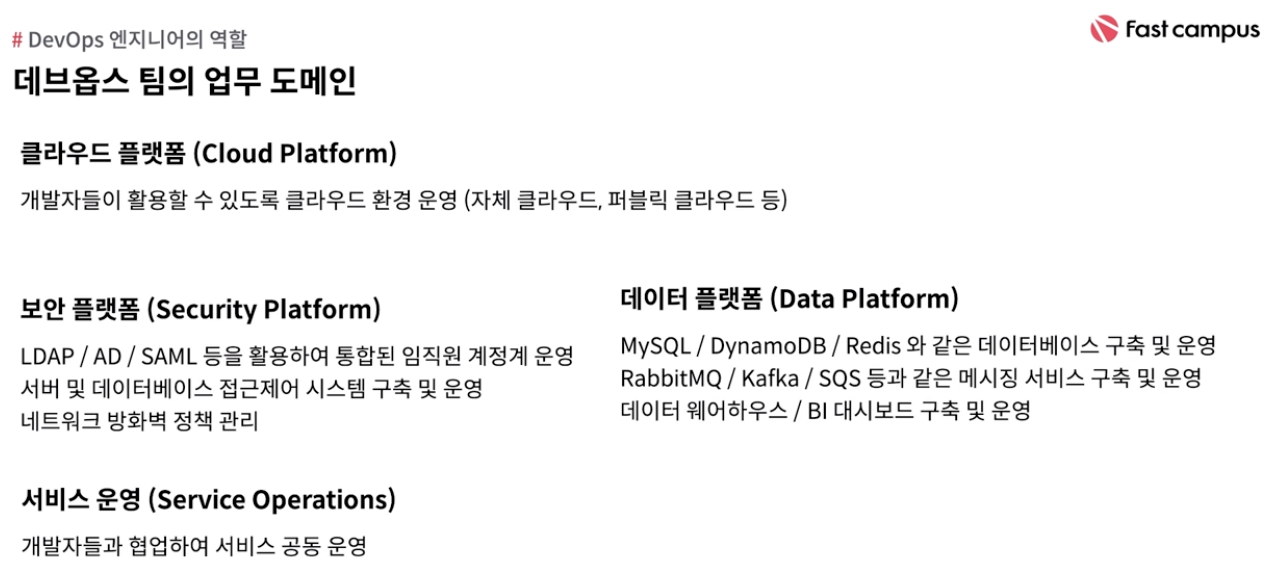 # DevOps 엔지니어의 역할
Fast campus
데브옵스 팀의 업무 도메인
클라우드 플랫폼 (Cloud Platform)
개발자들이 활용할 수 있도록 클라우드 환경 운영 (자체 클라우드, 퍼블릭 클라우드 등)
보안 플랫폼 (Security Platform)
LDAP / AD / SAML 등을 활용하여 통합된 임직원 계정계 운영
서버 및 데이터베이스 접근제어 시스템 구축 및 운영
네트워크 방화벽 정책 관리
데이터 플랫폼 (Data Platform)
MySQL / DynamoDB / Redis 와 같은 데이터베이스 구축 및 운영
RabbitMQ / Kafka / SQS 등과 같은 메시징 서비스 구축 및 운영
데이터 웨어하우스 / BI 대시보드 구축 및 운영
서비스 운영 (Service Operations)
개발자들과 협업하여 서비스 공동 운영